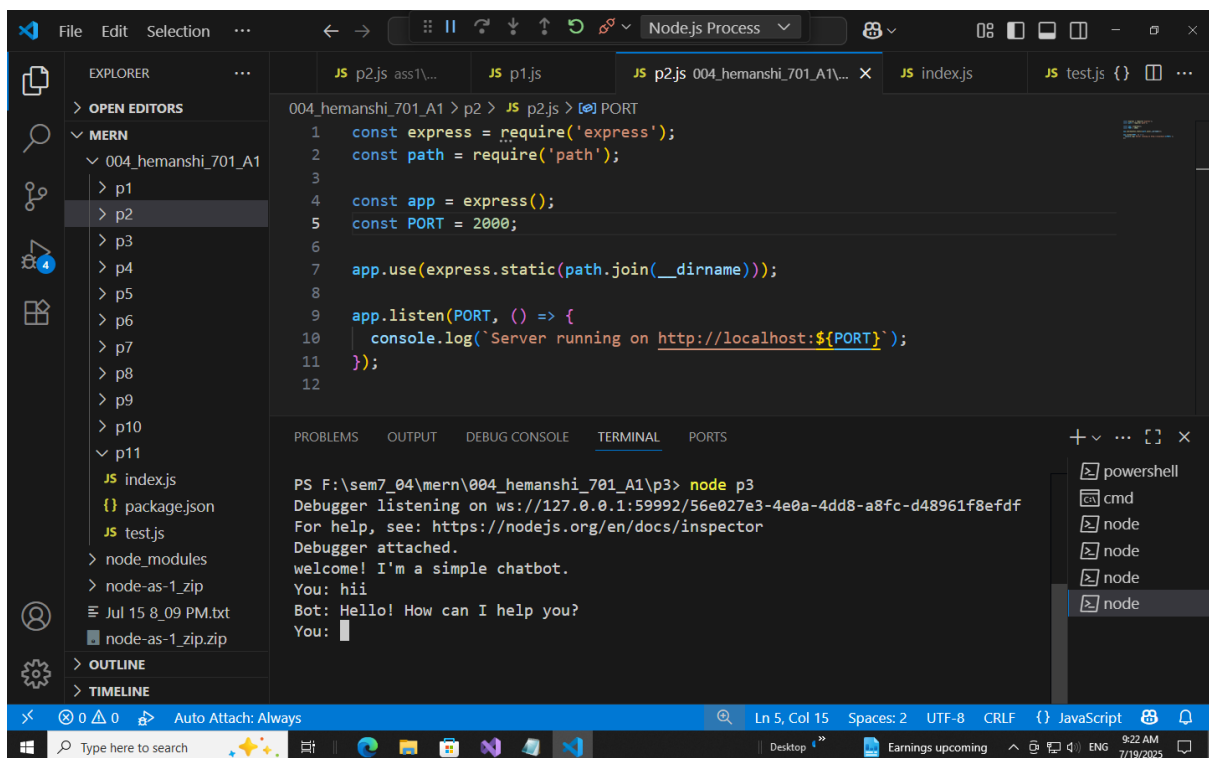 File Edit Selection ··· Node.js Process
EXPLORER ···
OPEN EDITORS
MERN
004_hemanshi_701_A1
p1
p2
p3
p4
p5
p6
p7
p8
p9
p10
p11
JS index.js
{} package.json
JS test.js
node_modules
node-as-1_zip
Jul 15 8_09 PM.txt
node-as-1_zip.zip
OUTLINE
TIMELINE
4
JS p2.js ass1\... JS p1.js JS p2.js 004_hemanshi_701_A1\... JS index.js JS test.js {} ···
004_hemanshi_701_A1 > p2 > JS p2.js > PORT
1 const express = require('express');
2 const path = require('path');
3
4 const app = express();
5 const PORT = 2000;
6
7 app.use(express.static(path.join(__dirname)));
8
9 app.listen(PORT, () => {
10 console.log(`Server running on http://localhost:${PORT}`);
11 });
12
PROBLEMS OUTPUT DEBUG CONSOLE TERMINAL PORTS
PS F:\sem7_04\mern\004_hemanshi_701_A1\p3> node p3
Debugger listening on ws://127.0.0.1:59992/56e027e3-4e0a-4dd8-a8fc-d48961f8efdf
For help, see: https://nodejs.org/en/docs/inspector
Debugger attached.
welcome! I'm a simple chatbot.
You: hii
Bot: Hello! How can I help you?
You:
powershell
cmd
node
node
node
node
0 0 Auto Attach: Always Ln 5, Col 15 Spaces: 2 UTF-8 CRLF {} JavaScript
Type here to search Desktop Earnings upcoming ENG 9:22 AM
7/19/2025